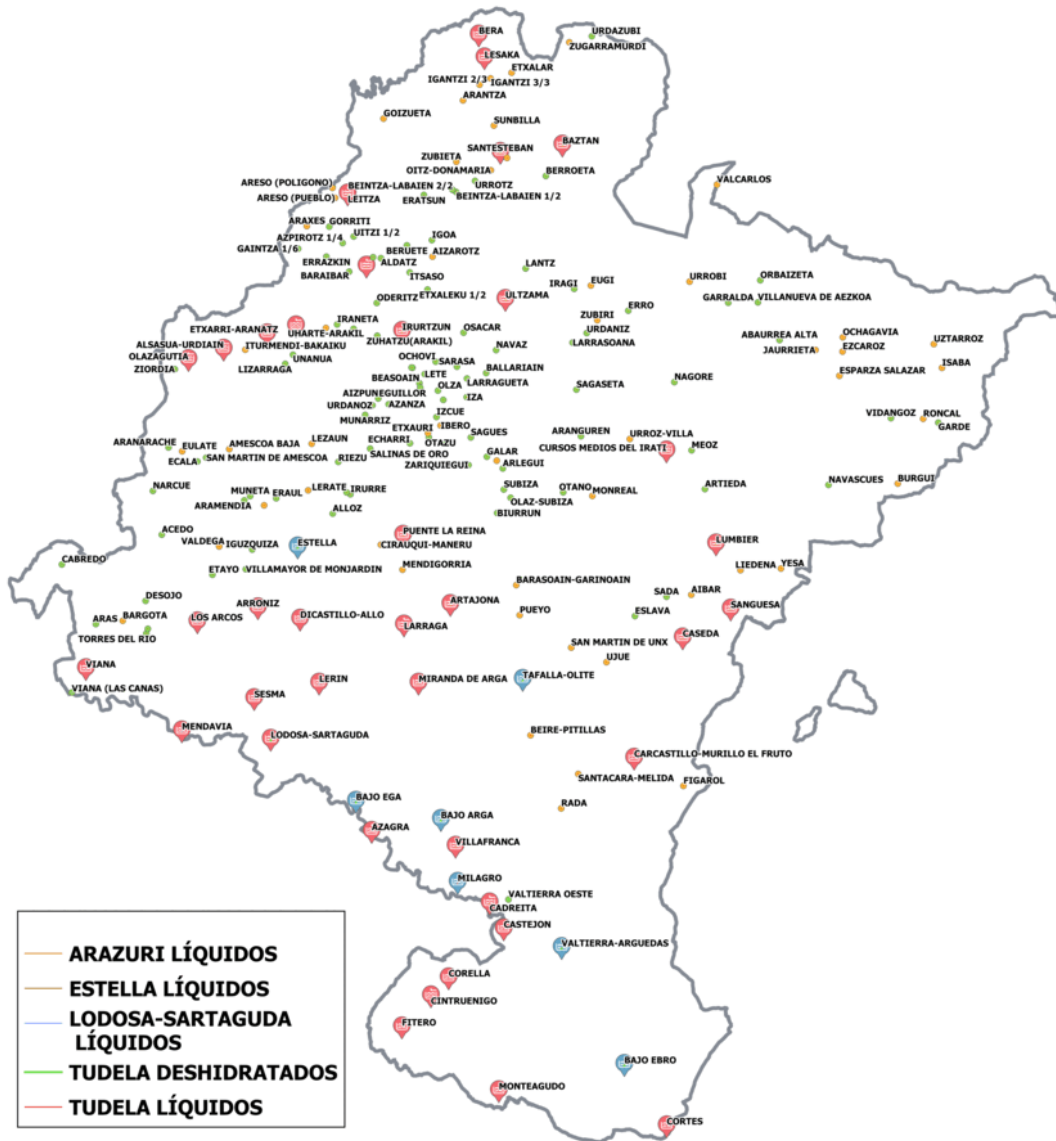 BERA
URDAZUBI
ZUGARRAMURDI
LESAKA
ETXALAR
IGANTZI 2/3
IGANTZI 3/3
ARANTZA
GOIZUETA
SUNBILLA
BAZTAN
SANTESTEBAN
ZUBIETA
OITZ-DONAMARIA
BERROETA
URROTZ
ARESO (POLIGONO)
BEINTZA-LABAIEN 2/2
VALCARLOS
ARESO (PUEBLO)
LEITZA
ERATSUN
BEINTZA-LABAIEN 1/2
ARAXES
GORRITI
UITZI 1/2
IGOA
AZPIROTZ 1/4
GAINTZA 1/6
BERUETE
AIZAROTZ
ERRAZKIN
ALDATZ
BARAIBAR
ITSASO
LANTZ
IRAGI
EUGI
URROBI
ORBAIZETA
ODERITZ
ETXALEKU 1/2
ULTZAMA
GARRALDA
VILLANUEVA DE AEZKOA
ERRO
ZUBIRI
IRANETA
ETXARRI-ARANATZ
UHARTE-ARAKIL
IRURTZUN
OSACAR
URDANIZ
ABAURREA ALTA
OCHAGAVIA
UZTARROZ
ALSASUA-URDIAIN
ITURMENDI-BAKAIKU
ZUHATZU(ARAKIL)
NAVAZ
LARRASOANA
JAURRIETA
EZCAROZ
OLAZAGUTIA
UNANUA
OCHOVI
SARASA
ZIORDIA
LIZARRAGA
LETE
BALLARIAIN
ISABA
BEASOAIN
LARRAGUETA
ESPARZA SALAZAR
AIZPUNEGUILLOR
OLZA
SAGASETA
NAGORE
URDANOZ
AZANZA
IZA
MUNARRIZ
IZCUE
ETXAURI
IBERO
VIDANGOZ
RONCAL
GARDE
ARANARACHE
EULATE
AMESCOA BAJA
LEZAUN
ECHARRI
OTAZU
SAGUES
ARANGUREN
URROZ-VILLA
ECALA
SAN MARTIN DE AMESCOA
RIEZU
SALINAS DE ORO
GALAR
CURSOS MEDIOS DEL IRATI
MEOZ
ZARIQUIEGUI
ARLEGUI
NARCUE
MUNETA
ERAUL
LERATE
IRURRE
SUBIZA
OTANO
MONREAL
ARTIEDA
NAVASCUES
BURGUI
ARAMENDIA
ALLOZ
OLAZ-SUBIZA
BIURRUN
ACEDO
VALDEGA
IGUZQUIZA
ESTELLA
PUENTE LA REINA
CIRAUQUI-MANERU
LUMBIER
CABREDO
ETAYO
VILLAMAYOR DE MONJARDIN
MENDIGORRIA
LIEDENA
YESA
BARASOAIN-GARINOAIN
DESOJO
ARRONIZ
ARTAJONA
SADA
AIBAR
ARAS
BARGOTA
LOS ARCOS
DICASTILLO-ALLO
LARRAGA
PUEYO
ESLAVA
SANGUESA
TORRES DEL RIO
CASEDA
SAN MARTIN DE UNX
UJUE
VIANA
VIANA (LAS CANAS)
SESMA
LERIN
MIRANDA DE ARGA
TAFALLA-OLITE
MENDAVIA
LODOSA-SARTAGUDA
BEIRE-PITILLAS
CARCASTILLO-MURILLO EL FRUTO
SANTACARA-MELIDA
FIGAROL
BAJO EGA
BAJO ARGA
RADA
AZAGRA
VILLAFRANCA
MILAGRO
VALTIERRA OESTE
CADREITA
CASTEJON
VALTIERRA-ARGUEDAS
CORELLA
CINTRUENIGO
FITERO
BAJO EBRO
MONTEAGUDO
CORTES
ARAZURI LÍQUIDOS
ESTELLA LÍQUIDOS
LODOSA-SARTAGUDA
LÍQUIDOS
TUDELA DESHIDRATADOS
TUDELA LÍQUIDOS